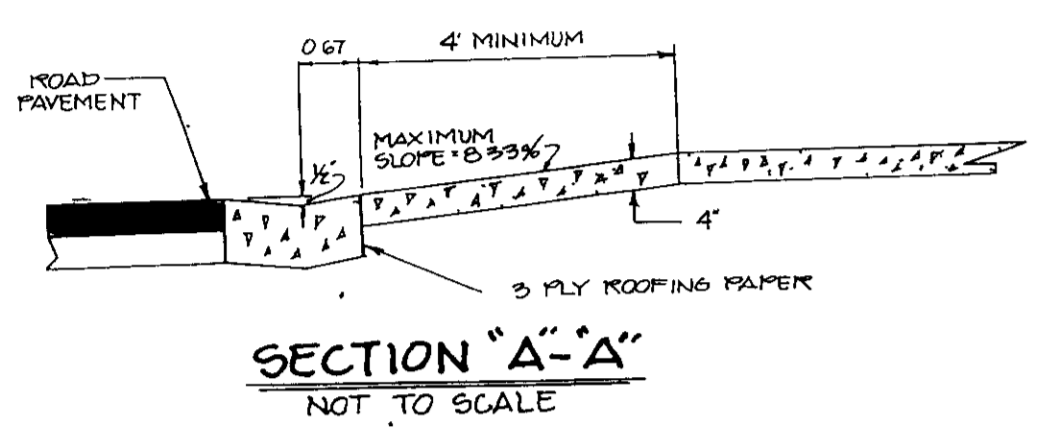 0.67
4' MINIMUM
ROAD
PAVEMENT
MAXIMUM
SLOPE = 8.33%
1/2"
4"
3 PLY ROOFING PAPER
SECTION "A"-"A"
NOT TO SCALE